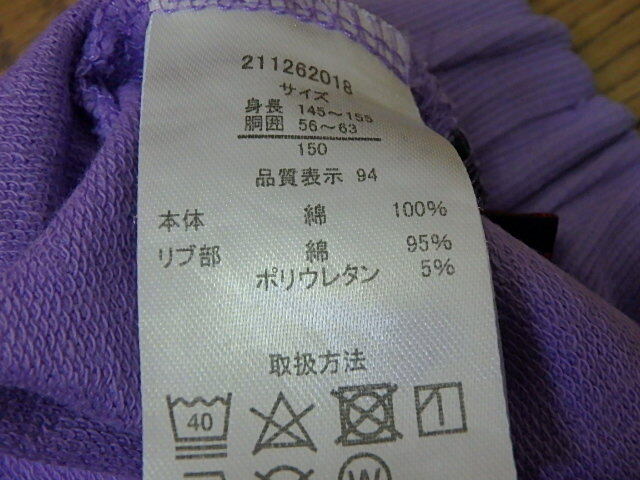 211262018
サイズ
身長 145～155
胴囲 56～63
150
品質表示 94
本体 綿 100%
リブ部 綿 95%
ポリウレタン 5%
取扱方法
40
W